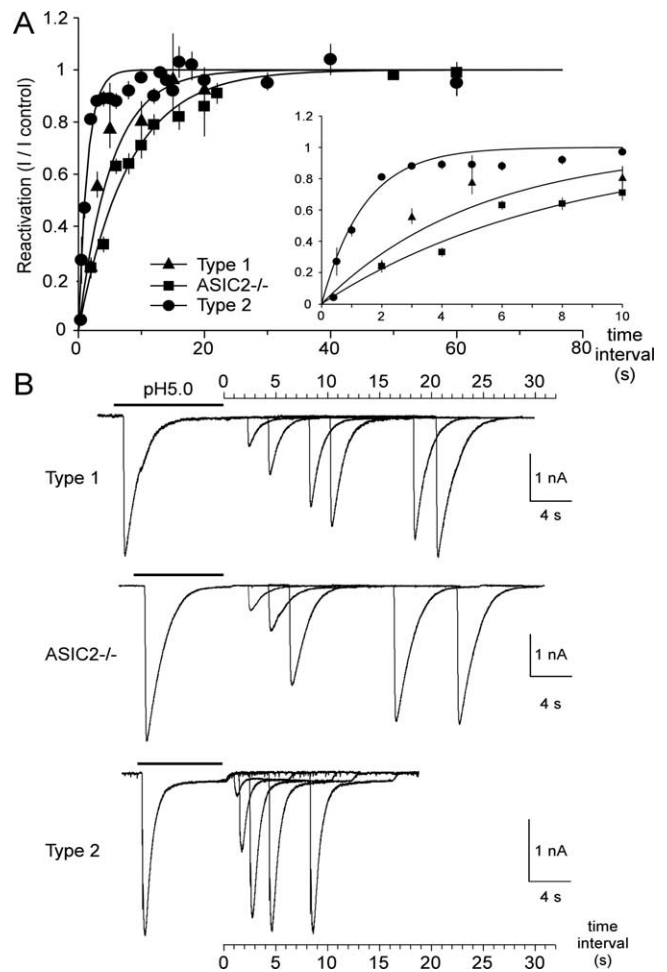 A
Reactivation (I / I control)
1.2
1
0.8
0.6
0.4
0.2
0
0 20 40 60 80
Type 1
ASIC2-/-
Type 2
1.2
1
0.8
0.6
0.4
0.2
0
0 2 4 6 8 10
time
interval
(s)
B
pH5.0
0 5 10 15 20 25 30
Type 1
1 nA
4 s
ASIC2-/-
1 nA
4 s
Type 2
1 nA
4 s
0 5 10 15 20 25 30
time
interval
(s)